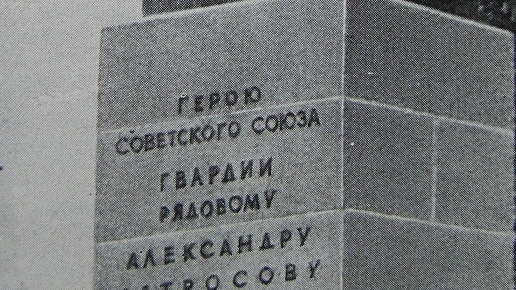 ГЕРОЮ
СОВЕТСКОГО СОЮЗА
ГВАРДИИ
РЯДОВОМУ
АЛЕКСАНДРУ